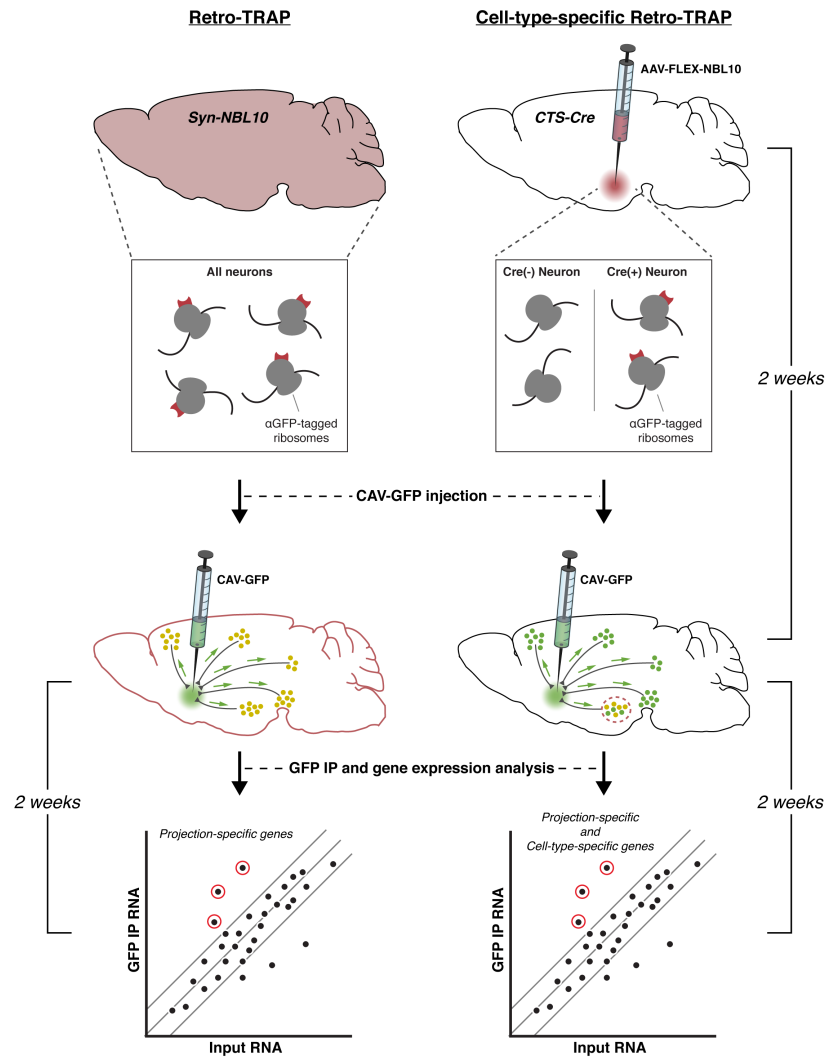 Retro-TRAP
Cell-type-specific Retro-TRAP
AAV-FLEX-NBL10
Syn-NBL10
CTS-Cre
All neurons
Cre(-) Neuron
Cre(+) Neuron
αGFP-tagged
ribosomes
αGFP-tagged
ribosomes
2 weeks
CAV-GFP injection
CAV-GFP
CAV-GFP
GFP IP and gene expression analysis
2 weeks
2 weeks
Projection-specific genes
Projection-specific
and
Cell-type-specific genes
GFP IP RNA
GFP IP RNA
Input RNA
Input RNA